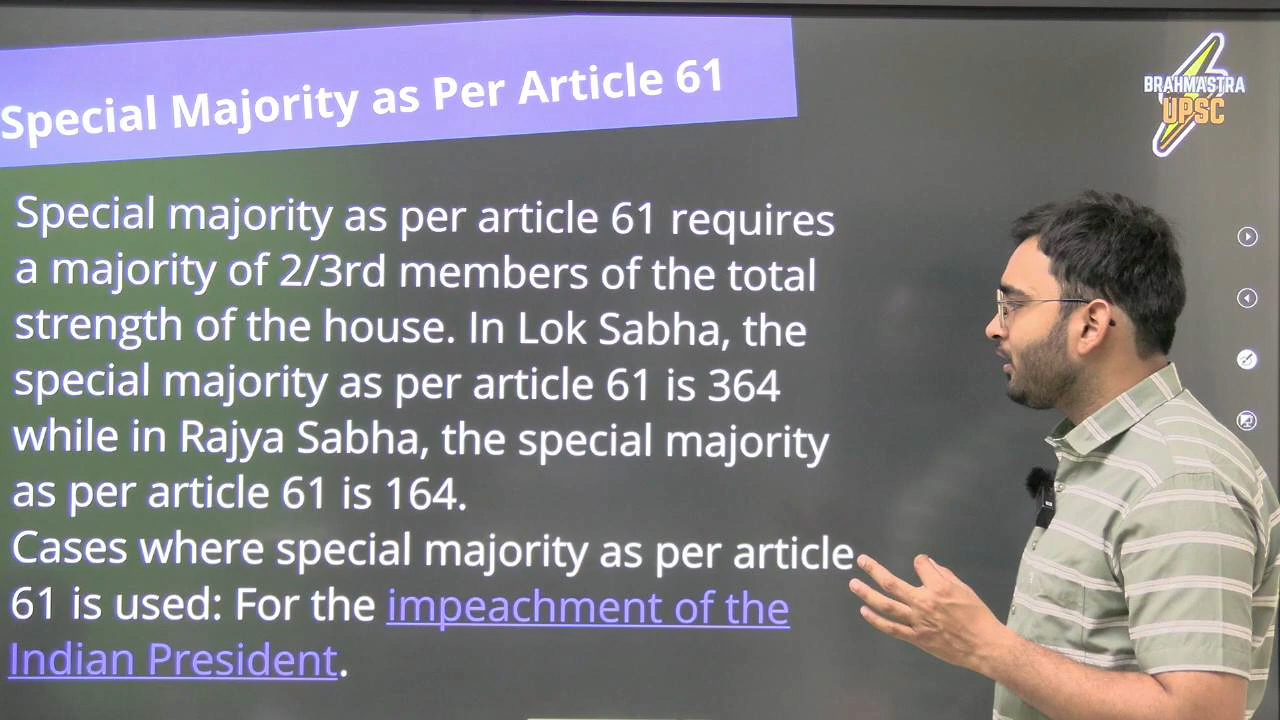 Special Majority as Per Article 61
BRAHMASTRA
UPSC
Special majority as per article 61 requires
a majority of 2/3rd members of the total
strength of the house. In Lok Sabha, the
special majority as per article 61 is 364
while in Rajya Sabha, the special majority
as per article 61 is 164.
Cases where special majority as per article
61 is used: For the impeachment of the
Indian President.